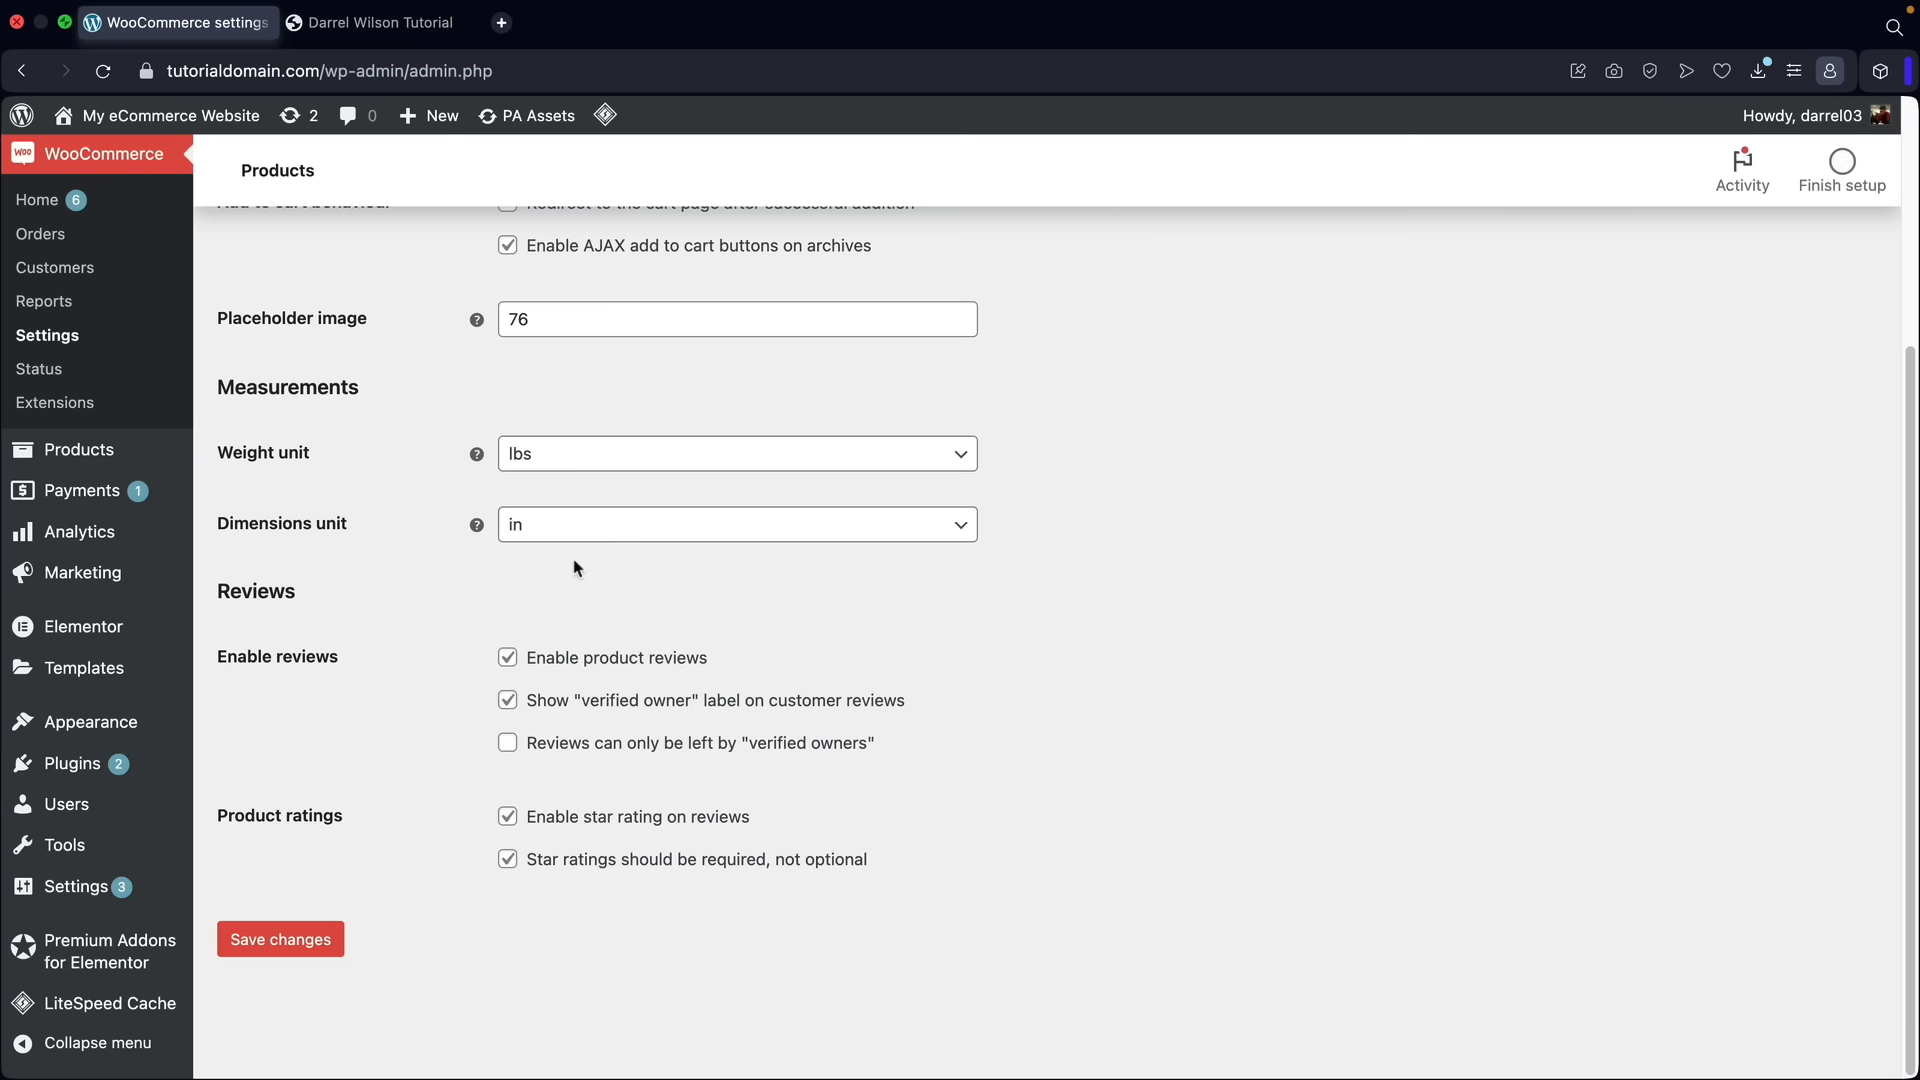 WooCommerce settings
Darrel Wilson Tutorial
tutorialdomain.com/wp-admin/admin.php
My eCommerce Website 2 0 New PA Assets
Howdy, darrel03
Woo WooCommerce
Home 6
Orders
Customers
Reports
Settings
Status
Extensions
Products
Payments 1
Analytics
Marketing
Elementor
Templates
Appearance
Plugins 2
Users
Tools
Settings 3
Premium Addons
for Elementor
LiteSpeed Cache
Collapse menu
Products
Activity
Finish setup
Enable AJAX add to cart buttons on archives
Placeholder image ? 76
Measurements
Weight unit ? lbs
Dimensions unit ? in
Reviews
Enable reviews
Enable product reviews
Show "verified owner" label on customer reviews
Reviews can only be left by "verified owners"
Product ratings
Enable star rating on reviews
Star ratings should be required, not optional
Save changes